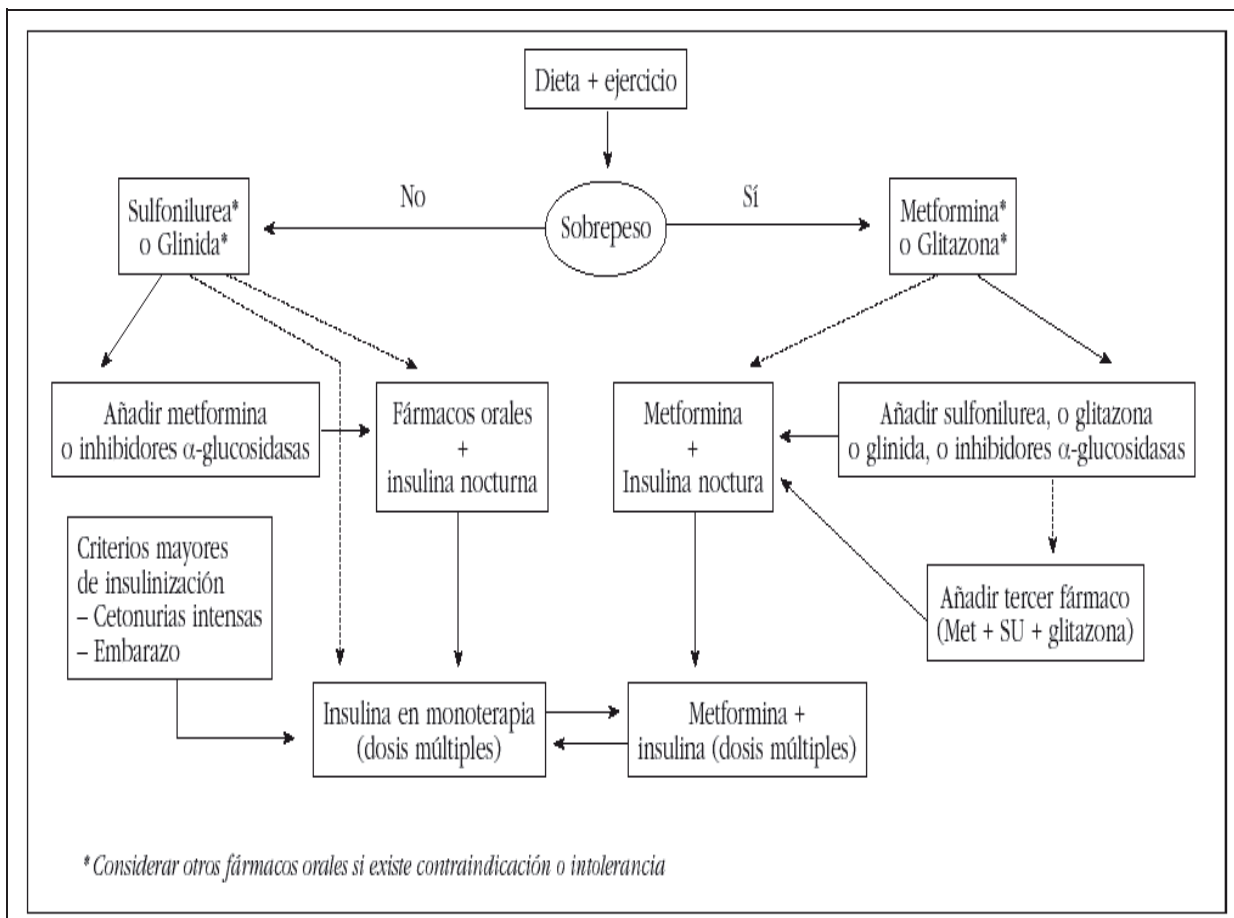 Dieta + ejercicio
No
Sí
Sulfonilurea*
o Glinida*
Sobrepeso
Metformina*
o Glitazona*
Añadir metformina
o inhibidores α-glucosidasas
Fármacos orales
+
insulina nocturna
Metformina
+
Insulina noctura
Añadir sulfonilurea, o glitazona
o glinida, o inhibidores α-glucosidasas
Criterios mayores
de insulinización
– Cetonurias intensas
– Embarazo
Añadir tercer fármaco
(Met + SU + glitazona)
Insulina en monoterapia
(dosis múltiples)
Metformina +
insulina (dosis múltiples)
* Considerar otros fármacos orales si existe contraindicación o intolerancia